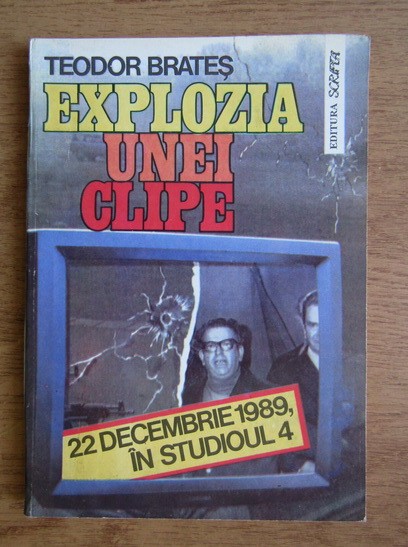 TEODOR BRATEȘ
EXPLOZIA
UNEI
CLIPE
EDITURA SCRIPTA
22 DECEMBRIE 1989,
ÎN STUDIOUL 4